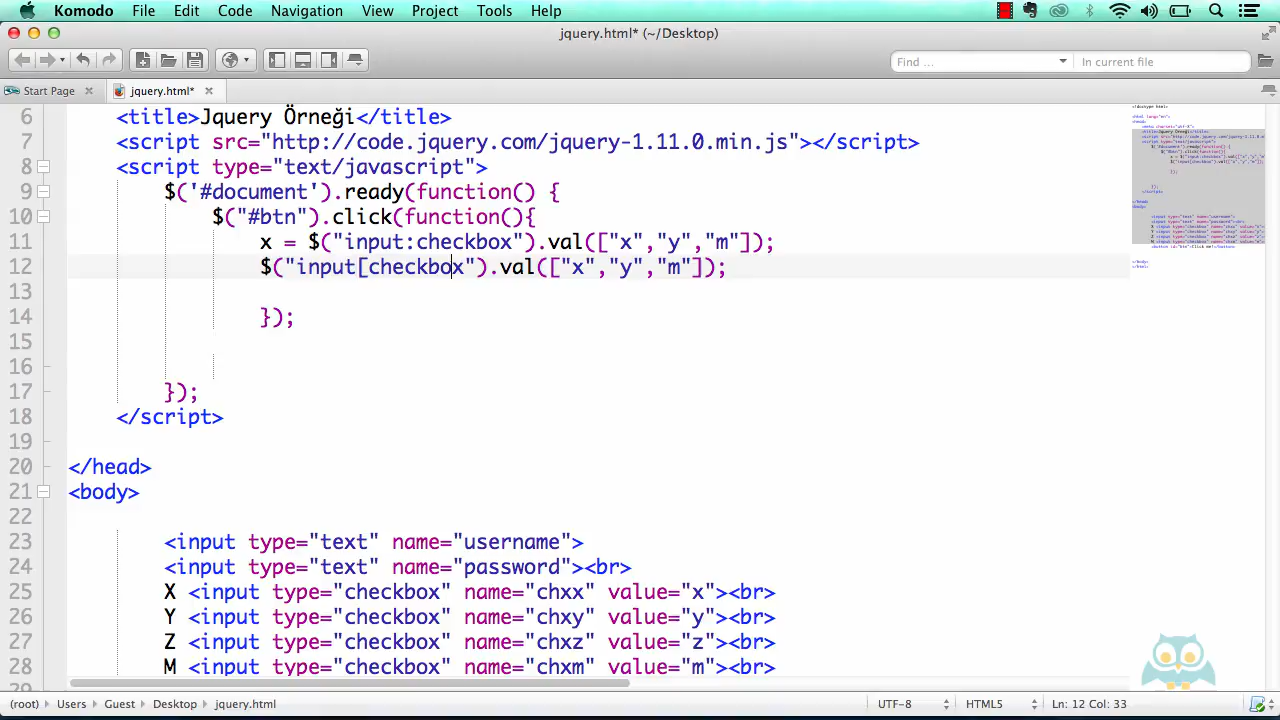 Komodo File Edit Code Navigation View Project Tools Help
jquery.html* (~/Desktop)
Find ... In current file
Start Page jquery.html*
6 <title>Jquery Örneği</title>
7 <script src="http://code.jquery.com/jquery-1.11.0.min.js"></script>
8 <script type="text/javascript">
9 $('#document').ready(function() {
10 $("#btn").click(function(){
11 x = $("input:checkbox").val(["x","y","m"]);
12 $("input[checkbox").val(["x","y","m"]);
13
14 });
15
16
17 });
18 </script>
19
20 </head>
21 <body>
22
23 <input type="text" name="username">
24 <input type="text" name="password"><br>
25 X <input type="checkbox" name="chxx" value="x"><br>
26 Y <input type="checkbox" name="chxy" value="y"><br>
27 Z <input type="checkbox" name="chxz" value="z"><br>
28 M <input type="checkbox" name="chxm" value="m"><br>
(root) Users Guest Desktop jquery.html UTF-8 HTML5 Ln: 12 Col: 33